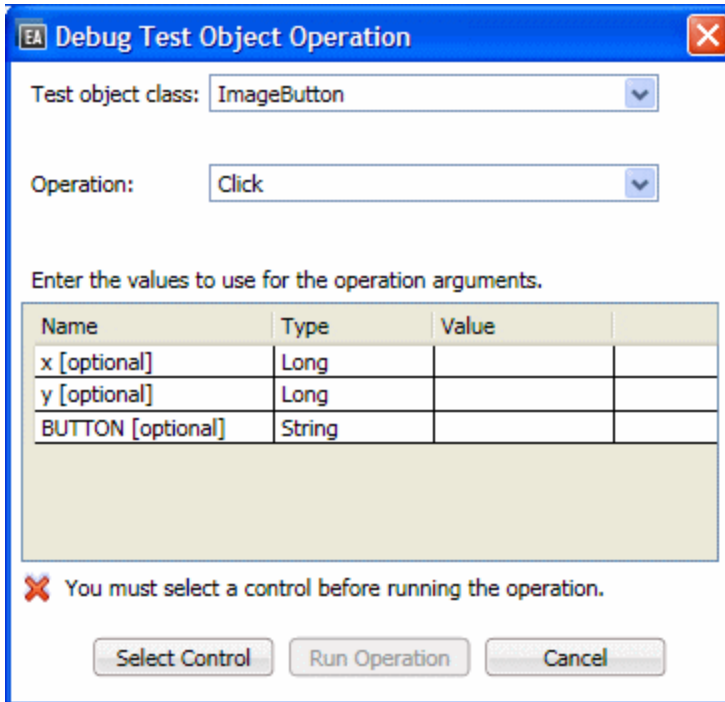 EA Debug Test Object Operation
Test object class: ImageButton
Operation: Click
Enter the values to use for the operation arguments.
Name Type Value
x [optional] Long
y [optional] Long
BUTTON [optional] String
You must select a control before running the operation.
Select Control Run Operation Cancel